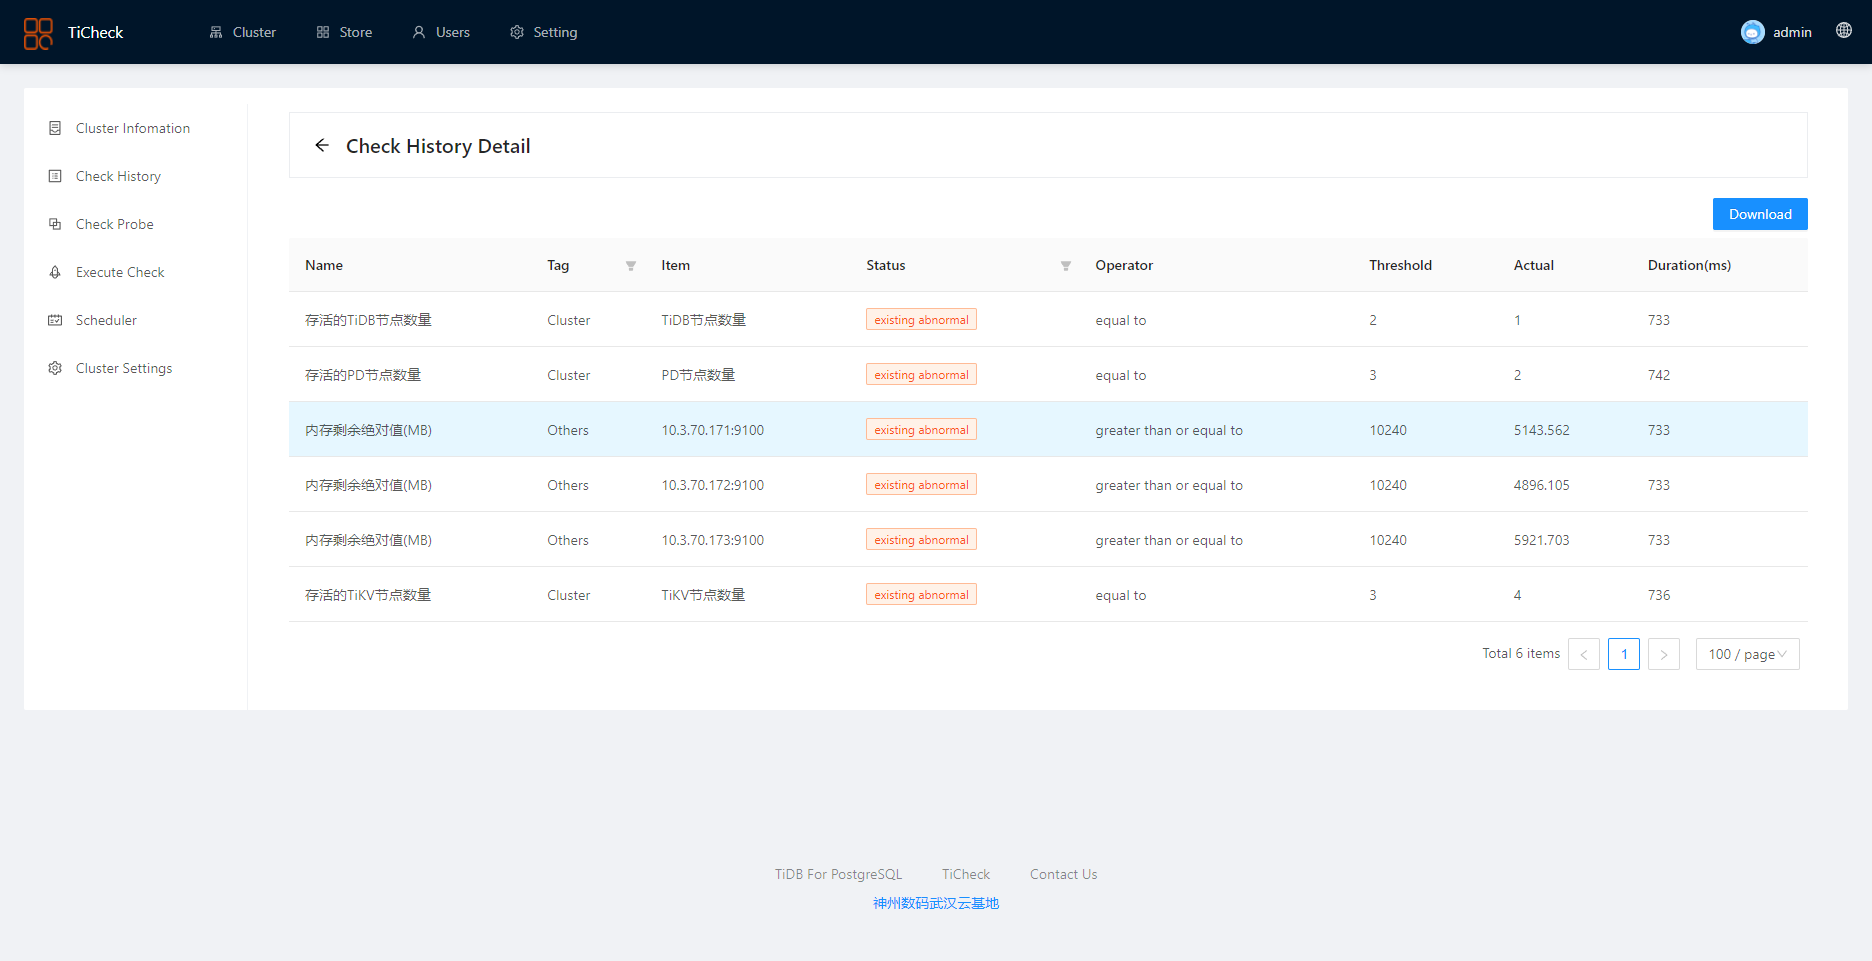 TiCheck Cluster Store Users Setting admin
Cluster Infomation
Check History
Check Probe
Execute Check
Scheduler
Cluster Settings
Check History Detail
Download
Name Tag Item Status Operator Threshold Actual Duration(ms)
存活的TiDB节点数量 Cluster TiDB节点数量 existing abnormal equal to 2 1 733
存活的PD节点数量 Cluster PD节点数量 existing abnormal equal to 3 2 742
内存剩余绝对值(MB) Others 10.3.70.171:9100 existing abnormal greater than or equal to 10240 5143.562 733
内存剩余绝对值(MB) Others 10.3.70.172:9100 existing abnormal greater than or equal to 10240 4896.105 733
内存剩余绝对值(MB) Others 10.3.70.173:9100 existing abnormal greater than or equal to 10240 5921.703 733
存活的TiKV节点数量 Cluster TiKV节点数量 existing abnormal equal to 3 4 736
Total 6 items < 1 > 100 / page
TiDB For PostgreSQL TiCheck Contact Us
神州数码武汉云基地